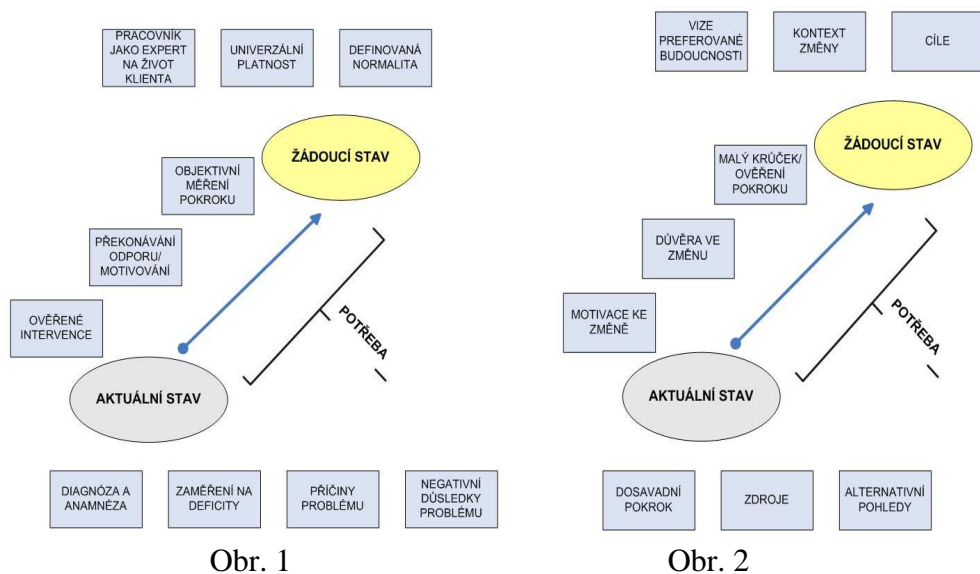 PRACOVNÍK
JAKO EXPERT
NA ŽIVOT
KLIENTA
UNIVERZÁLNÍ
PLATNOST
DEFINOVANÁ
NORMALITA
ŽÁDOUCÍ STAV
OBJEKTIVNÍ
MĚŘENÍ
POKROKU
PŘEKONÁVÁNÍ
ODPORU/
MOTIVOVÁNÍ
OVĚŘENÉ
INTERVENCE
POTŘEBA
AKTUÁLNÍ STAV
DIAGNÓZA A
ANAMNÉZA
ZAMĚŘENÍ NA
DEFICITY
PŘÍČINY
PROBLÉMU
NEGATIVNÍ
DŮSLEDKY
PROBLÉMU
Obr. 1
VIZE
PREFEROVANÉ
BUDOUCNOSTI
KONTEXT
ZMĚNY
CÍLE
ŽÁDOUCÍ STAV
MALÝ KRŮČEK/
OVĚŘENÍ
POKROKU
DŮVĚRA VE
ZMĚNU
MOTIVACE KE
ZMĚNĚ
POTŘEBA
AKTUÁLNÍ STAV
DOSAVADNÍ
POKROK
ZDROJE
ALTERNATIVNÍ
POHLEDY
Obr. 2